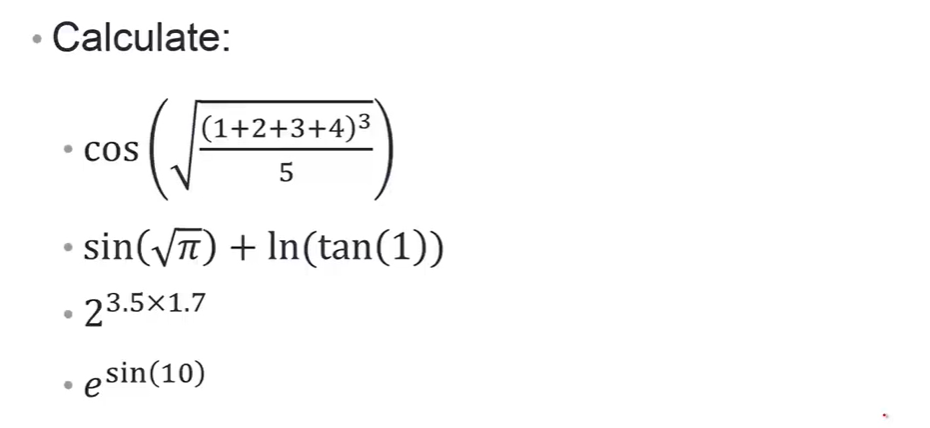 • Calculate:
• cos(√((1+2+3+4)³/5))
• sin(√π) + ln(tan(1))
• 2^3.5×1.7
• e^sin(10)